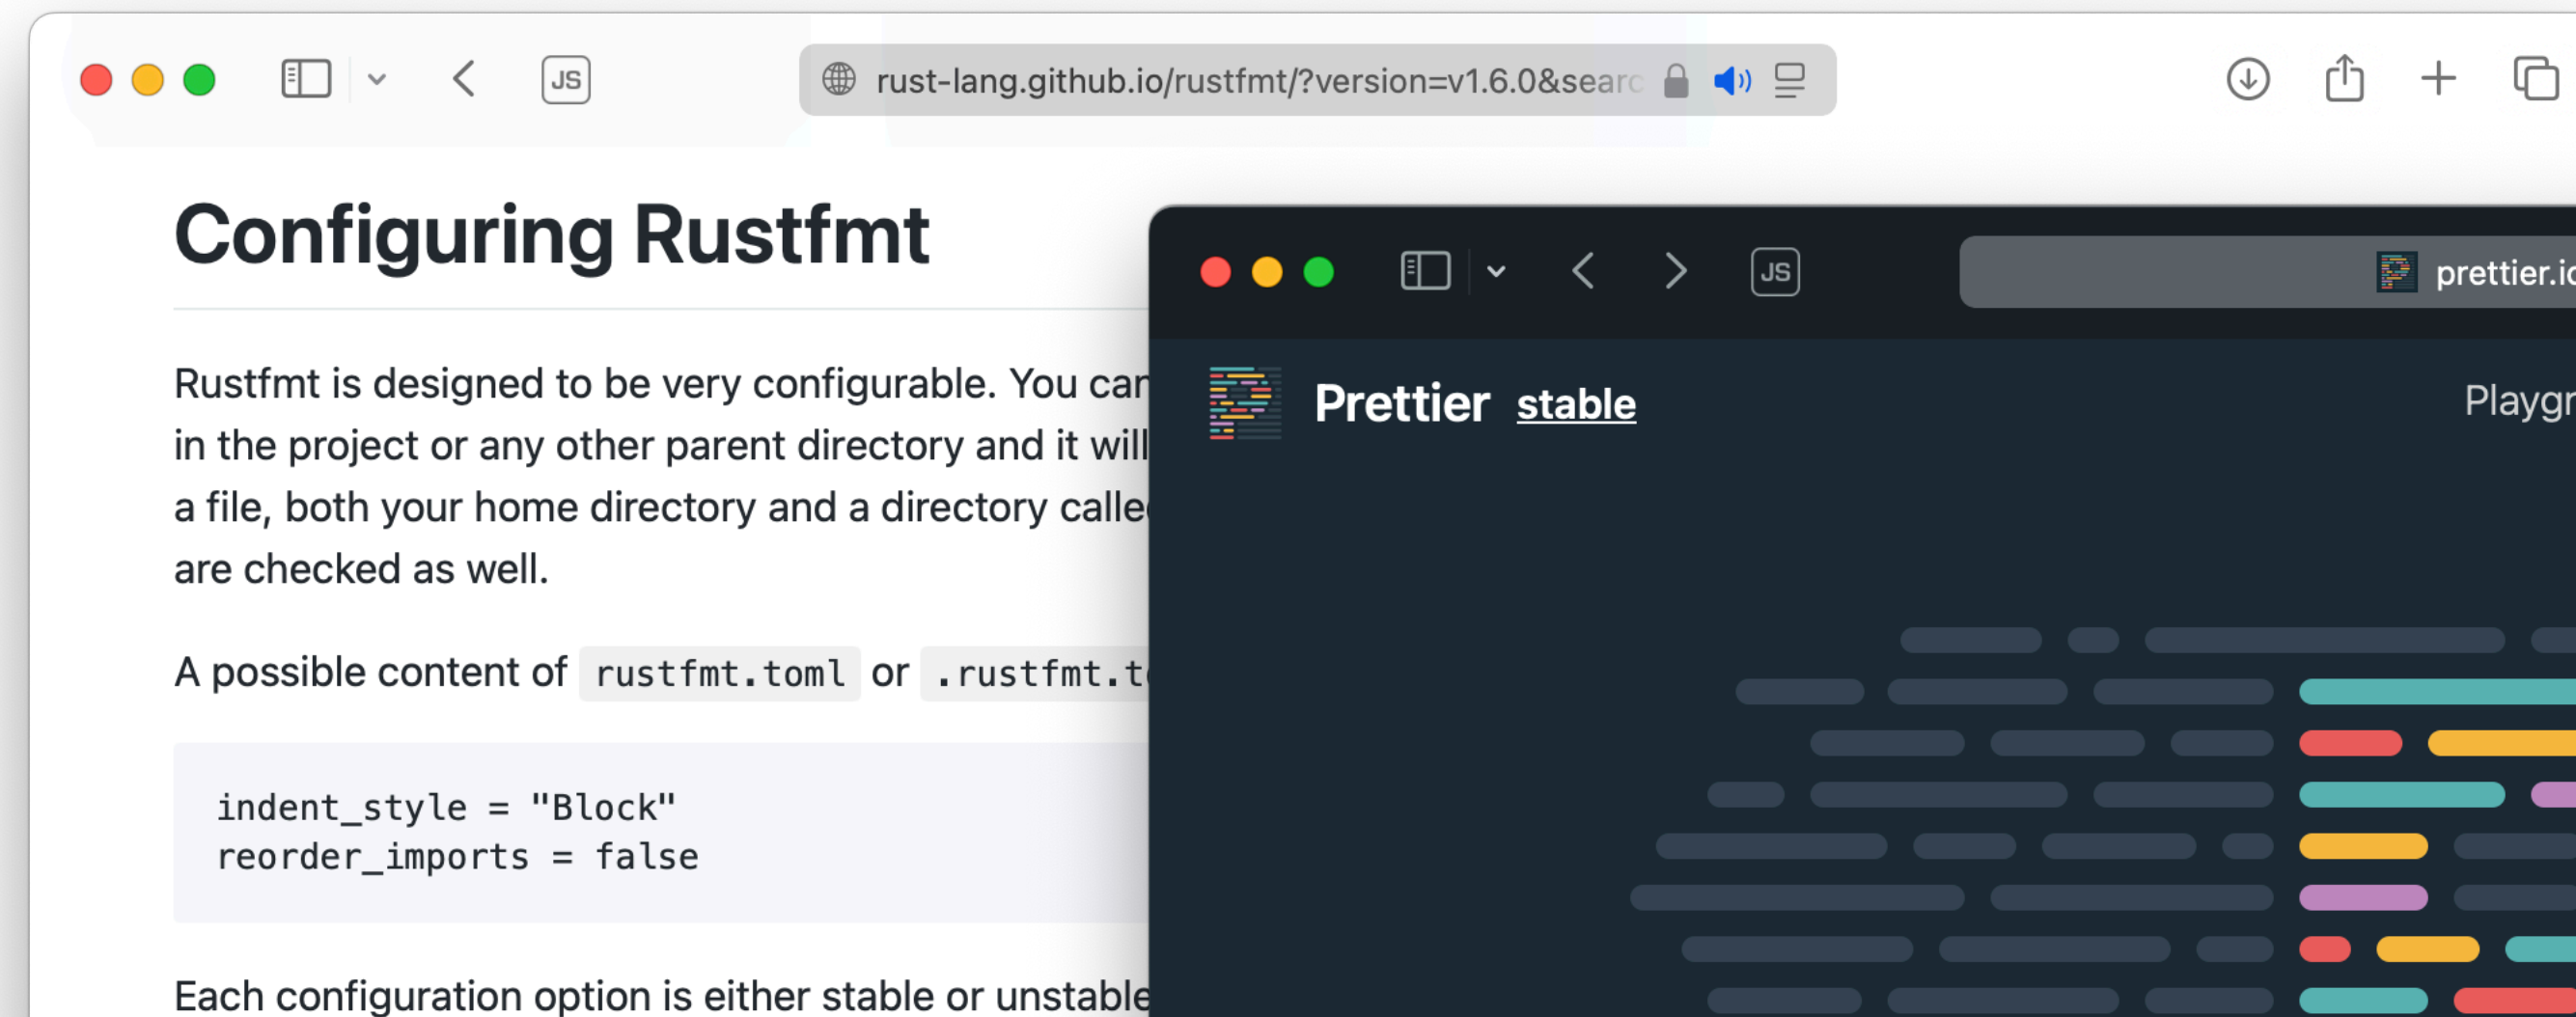 JS
rust-lang.github.io/rustfmt/?version=v1.6.0&searc
Configuring Rustfmt
Rustfmt is designed to be very configurable. You can
in the project or any other parent directory and it will
a file, both your home directory and a directory calle
are checked as well.
A possible content of rustfmt.toml or .rustfmt.t
indent_style = "Block"
reorder_imports = false
Each configuration option is either stable or unstable
JS
prettier.io
Prettier stable
Playgr